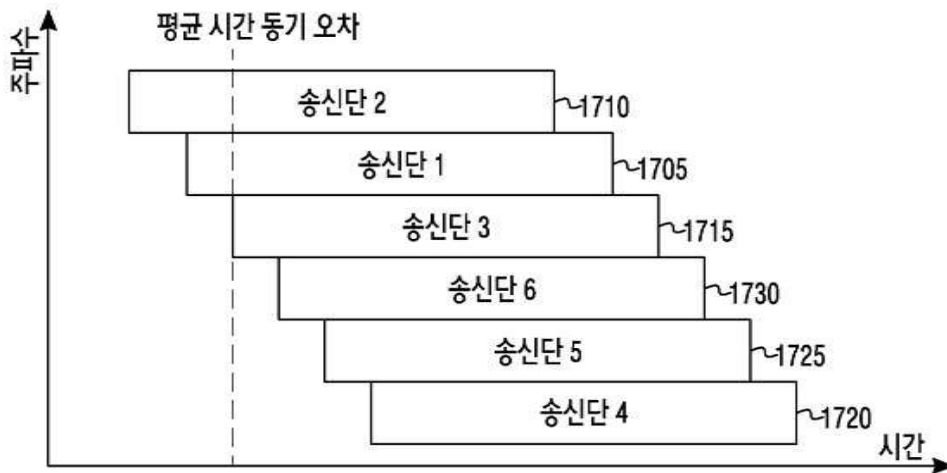 평균 시간 동기 오차
주파수
송신단 2
1710
송신단 1
1705
송신단 3
1715
송신단 6
1730
송신단 5
1725
송신단 4
1720
시간